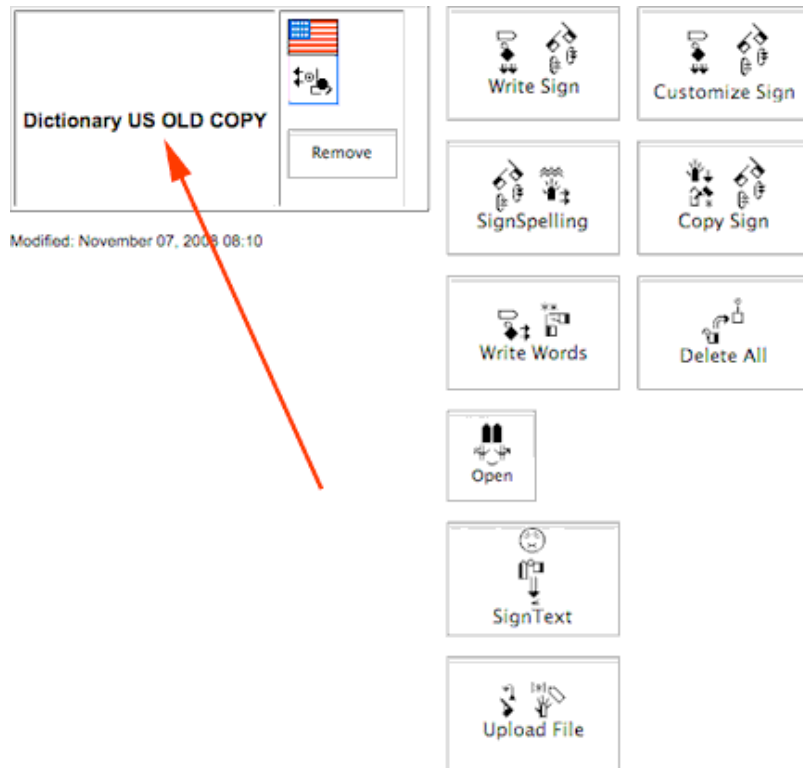 Dictionary US OLD COPY
Remove
Modified: November 07, 2008 08:10
Write Sign
Customize Sign
SignSpelling
Copy Sign
Write Words
Delete All
Open
SignText
Upload File